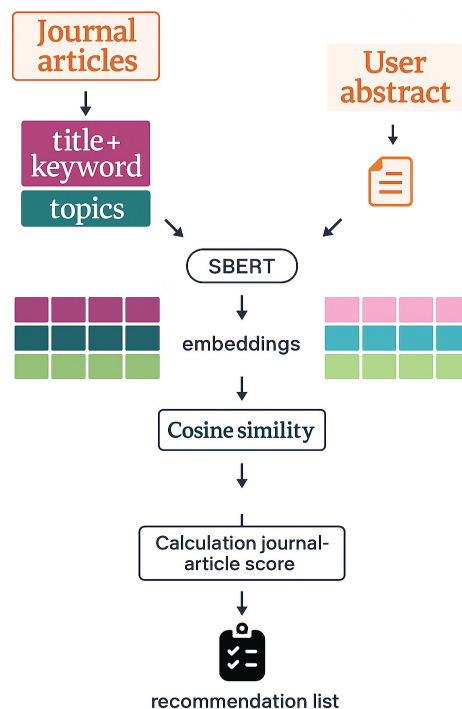 Journal
articles
User
abstract
title+
keyword
topics
SBERT
embeddings
Cosine simility
Calculation journal-
article score
recommendation list